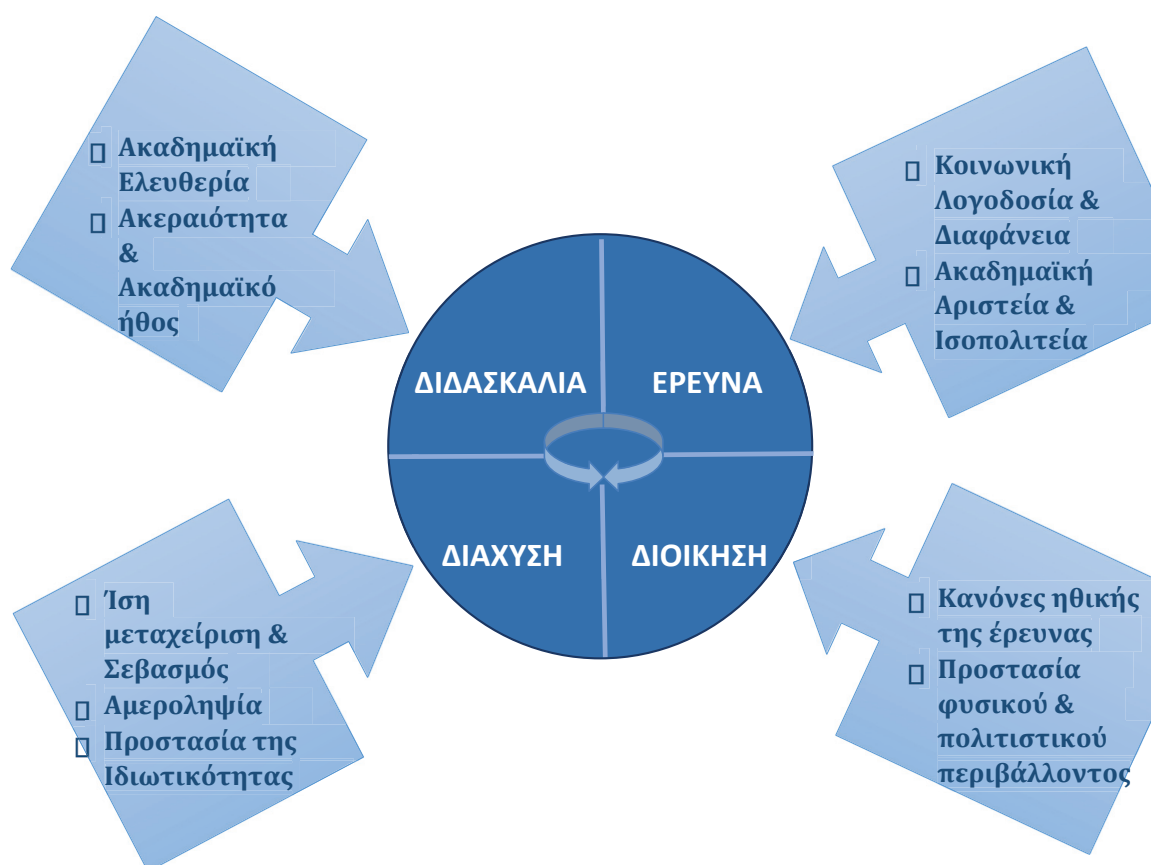 Ακαδημαϊκή
Ελευθερία
Ακεραιότητα
&
Ακαδημαϊκό
ήθος
Κοινωνική
Λογοδοσία &
Διαφάνεια
Ακαδημαϊκή
Αριστεία &
Ισοπολιτεία
ΔΙΔΑΣΚΑΛΙΑ
ΕΡΕΥΝΑ
ΔΙΑΧΥΣΗ
ΔΙΟΙΚΗΣΗ
Ίση
μεταχείριση &
Σεβασμός
Αμεροληψία
Προστασία της
Ιδιωτικότητας
Κανόνες ηθικής
της έρευνας
Προστασία
φυσικού &
πολιτιστικού
περιβάλλοντος